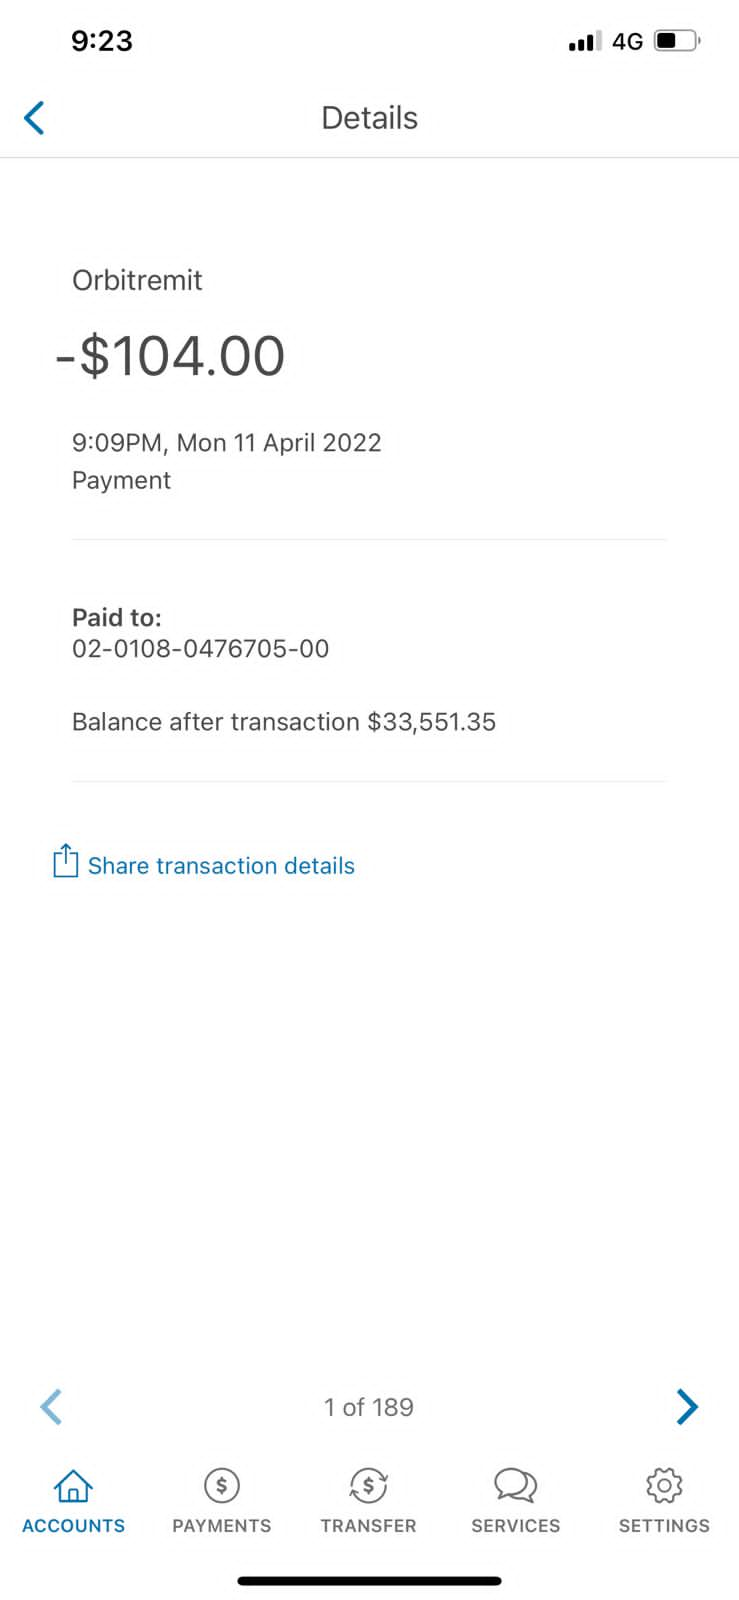 9:23
4G
Details
Orbitremit
-$104.00
9:09PM, Mon 11 April 2022
Payment
Paid to:
02-0108-0476705-00
Balance after transaction $33,551.35
Share transaction details
1 of 189
ACCOUNTS
PAYMENTS
TRANSFER
SERVICES
SETTINGS